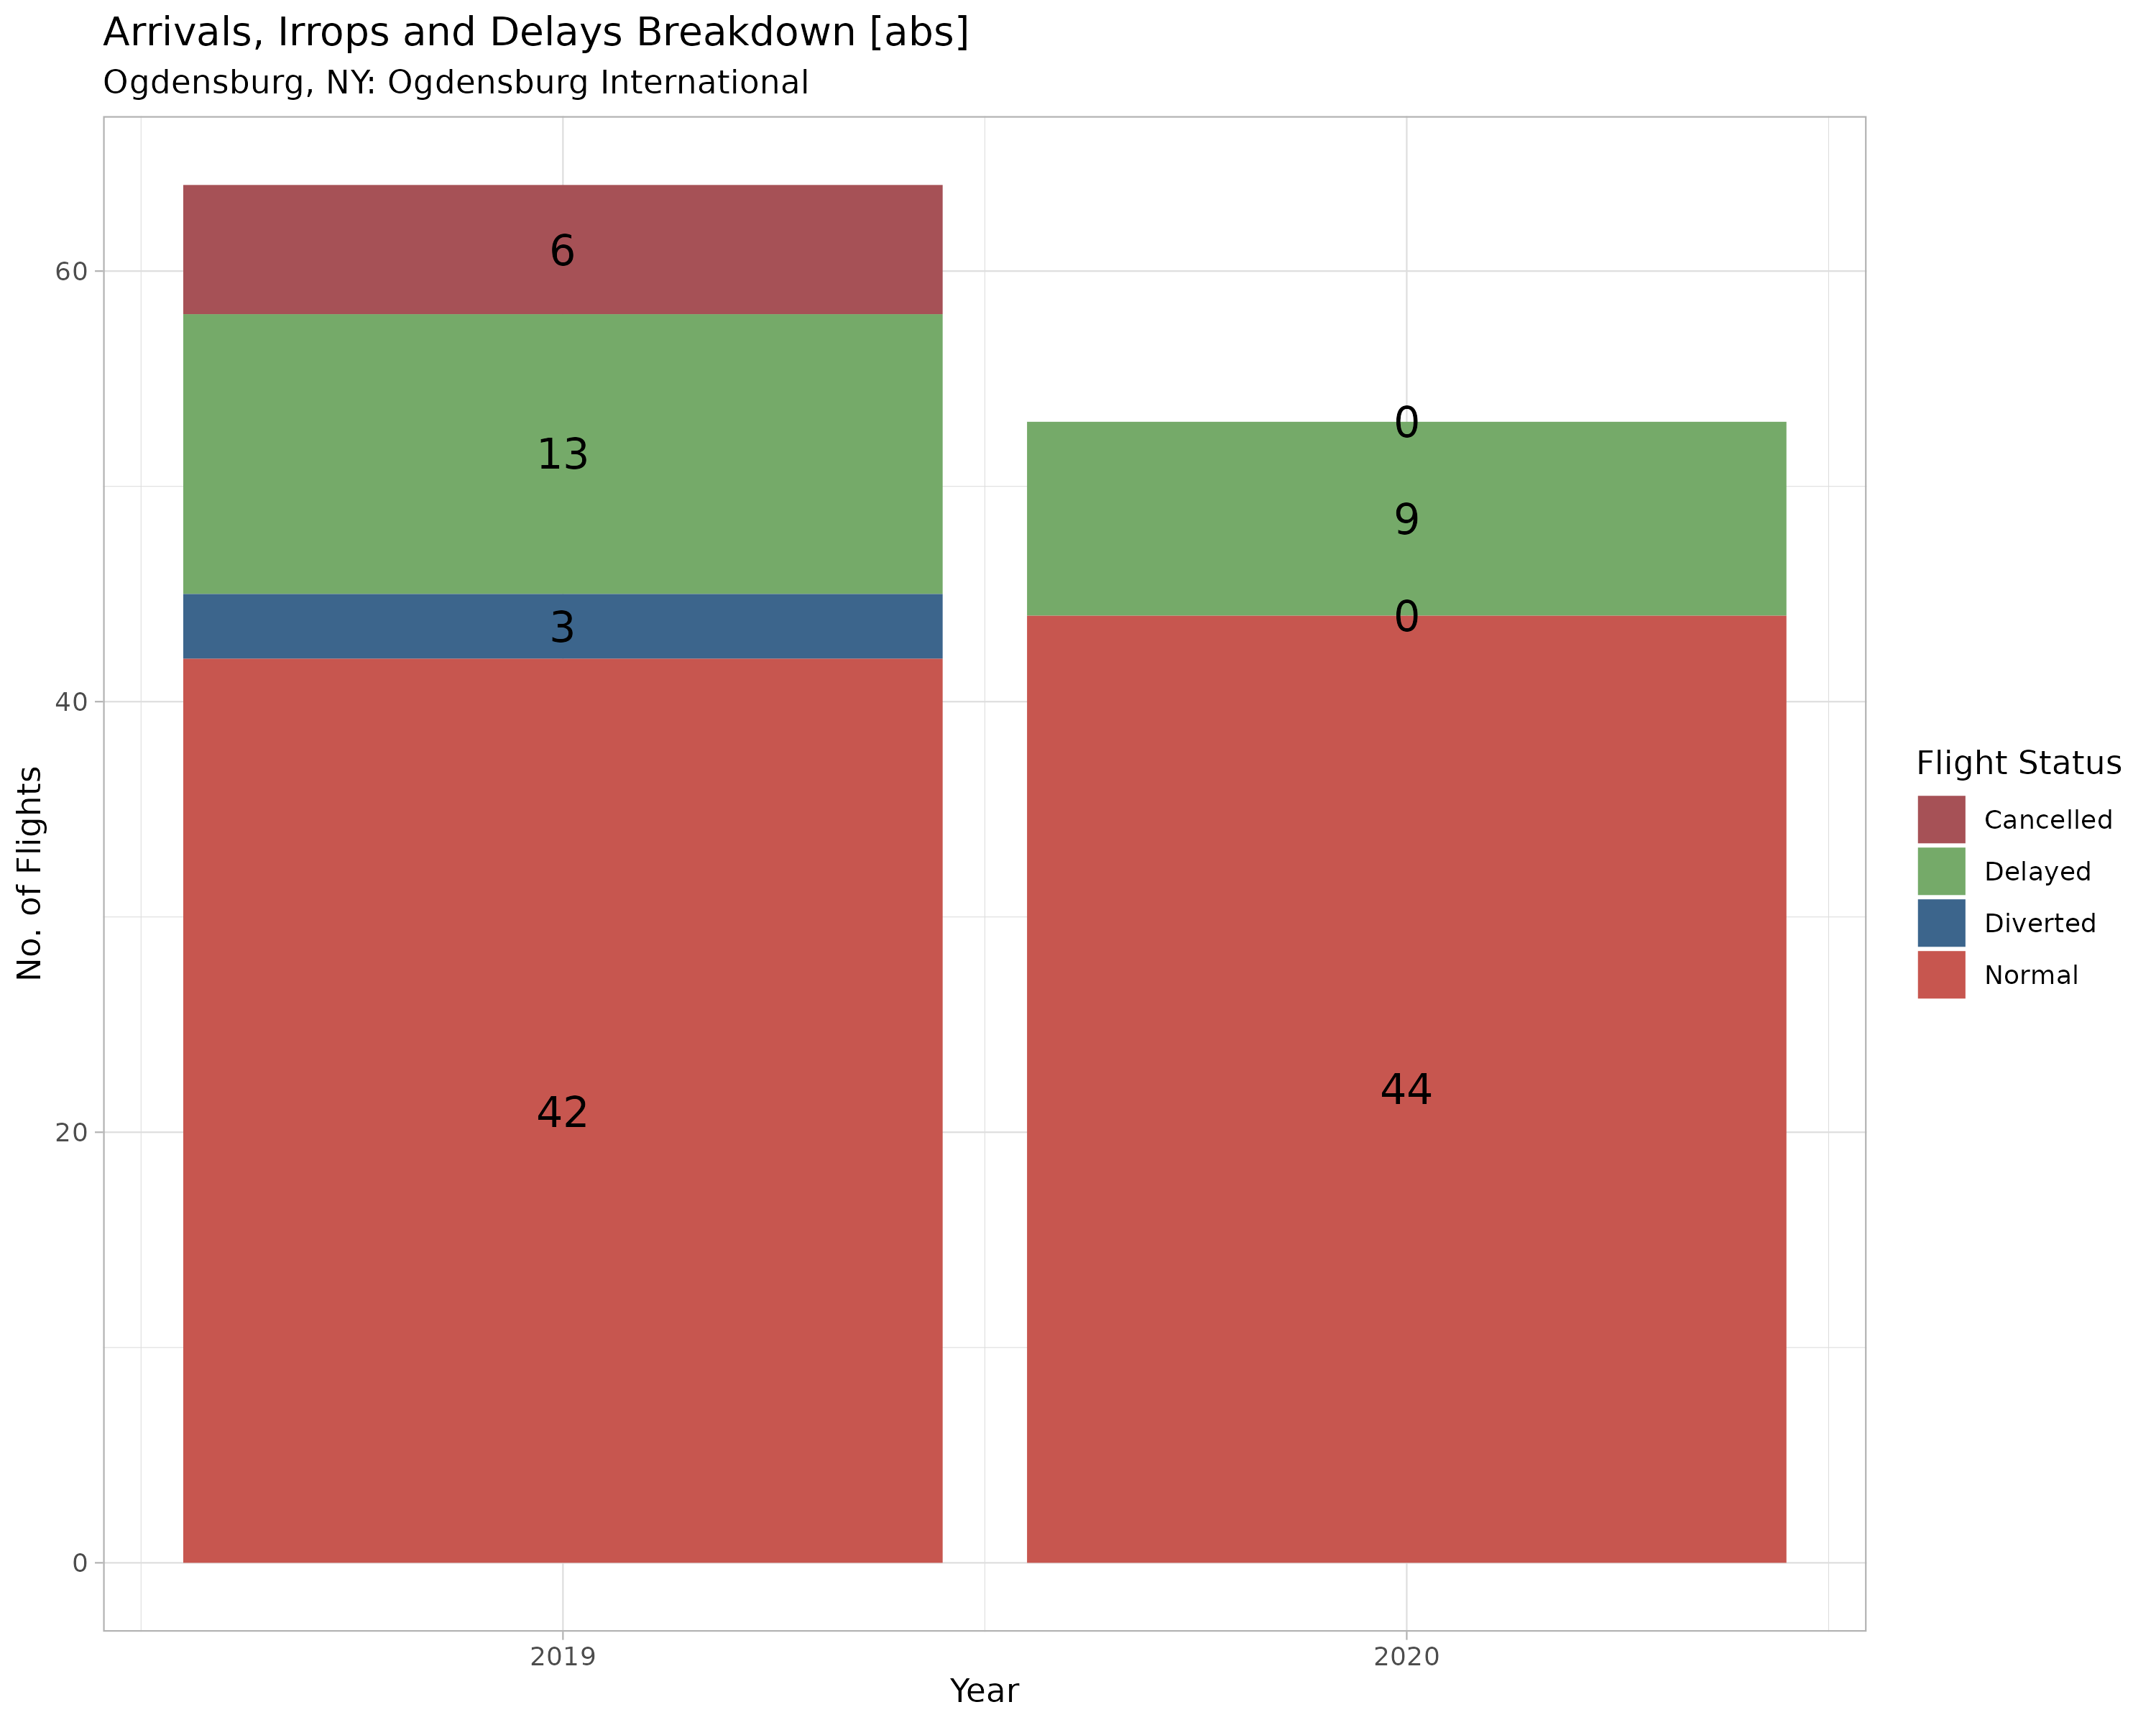 Arrivals, Irrops and Delays Breakdown [abs]
Ogdensburg, NY: Ogdensburg International
60
40
20
0
No. of Flights
6
13
3
42
0
9
0
44
2019
2020
Year
Flight Status
Cancelled
Delayed
Diverted
Normal